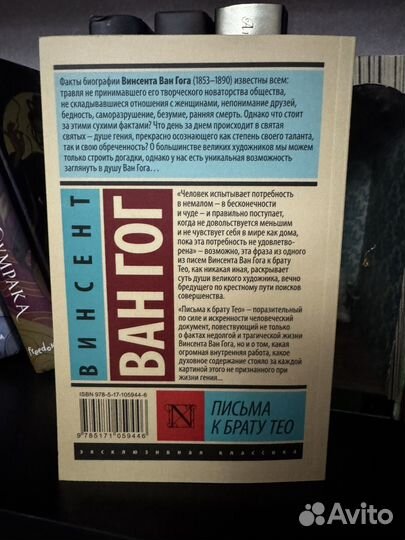 1253
Факты биографии Винсента Ван Гога (1853–1890) известны всем:
травля не принимавшего его творческого новаторства общества,
не складывавшиеся отношения с женщинами, непонимание друзей,
бедность, саморазрушение, безумие, ранняя смерть. Однако что стоит
за этими сухими фактами? Что день за днем происходит в святая
святых – душе гения, прекрасно осознающего как степень своего таланта,
так и свою обреченность? О большинстве великих художников мы можем
только строить догадки, однако у нас есть уникальная возможность
заглянуть в душу Ван Гога…
ВИНСЕНТ
ВАН ГОГ
«Человек испытывает потребность
в немалом – в бесконечности
и чуде – и правильно поступает,
когда не довольствуется меньшим
и не чувствует себя в мире как дома,
пока эта потребность не удовлетво-
рена» – возможно, эта фраза из одного
из писем Винсента Ван Гога к брату
Тео, как никакая иная, раскрывает
суть души великого художника, вечно
бредущего по крестному пути поисков
совершенства.
«Письма к брату Тео» – поразительный
по силе и искренности человеческий
документ, повествующий не только
о фактах недолгой и трагической жизни
Винсента Ван Гога, но и о том, какая
огромная внутренняя работа, какое
духовное содержание стояло за каждой
картиной этого не признанного при
жизни гения…
ISBN 978-5-17-105944-6
9 785171 059446
N
ПИСЬМА
К БРАТУ ТЕО
эксклюзивная классика
УМРАКА
Freedom
Avito